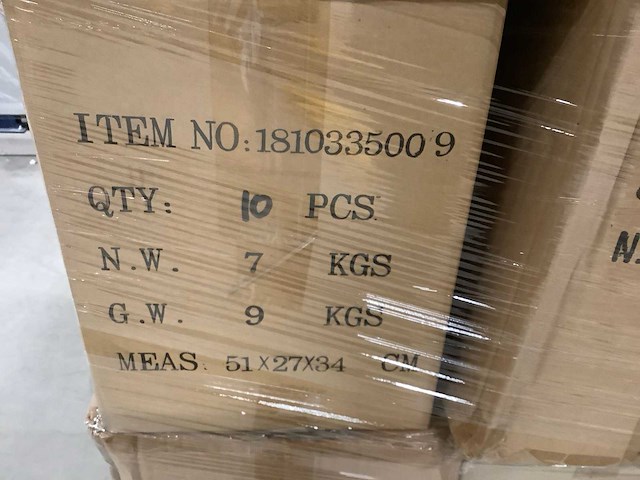 ITEM NO:1810335009
QTY: 10 PCS
N.W. 7 KGS
G.W. 9 KGS
MEAS: 51X27X34 CM
N.